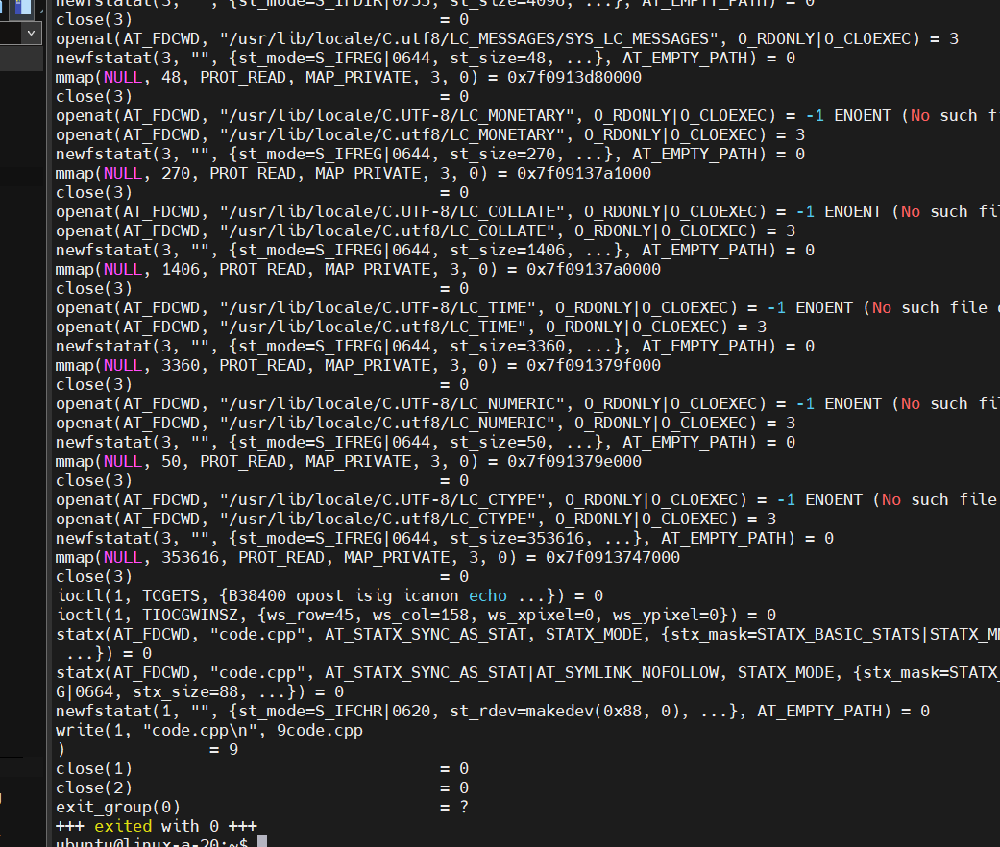 newfstatat(3, "", {st_mode=S_IFDIR|0755, st_size=4096, ...}, AT_EMPTY_PATH) = 0
close(3)                                = 0
openat(AT_FDCWD, "/usr/lib/locale/C.utf8/LC_MESSAGES/SYS_LC_MESSAGES", O_RDONLY|O_CLOEXEC) = 3
newfstatat(3, "", {st_mode=S_IFREG|0644, st_size=48, ...}, AT_EMPTY_PATH) = 0
mmap(NULL, 48, PROT_READ, MAP_PRIVATE, 3, 0) = 0x7f0913d80000
close(3)                                = 0
openat(AT_FDCWD, "/usr/lib/locale/C.UTF-8/LC_MONETARY", O_RDONLY|O_CLOEXEC) = -1 ENOENT (No such f
openat(AT_FDCWD, "/usr/lib/locale/C.utf8/LC_MONETARY", O_RDONLY|O_CLOEXEC) = 3
newfstatat(3, "", {st_mode=S_IFREG|0644, st_size=270, ...}, AT_EMPTY_PATH) = 0
mmap(NULL, 270, PROT_READ, MAP_PRIVATE, 3, 0) = 0x7f09137a1000
close(3)                                = 0
openat(AT_FDCWD, "/usr/lib/locale/C.UTF-8/LC_COLLATE", O_RDONLY|O_CLOEXEC) = -1 ENOENT (No such fil
openat(AT_FDCWD, "/usr/lib/locale/C.utf8/LC_COLLATE", O_RDONLY|O_CLOEXEC) = 3
newfstatat(3, "", {st_mode=S_IFREG|0644, st_size=1406, ...}, AT_EMPTY_PATH) = 0
mmap(NULL, 1406, PROT_READ, MAP_PRIVATE, 3, 0) = 0x7f09137a0000
close(3)                                = 0
openat(AT_FDCWD, "/usr/lib/locale/C.UTF-8/LC_TIME", O_RDONLY|O_CLOEXEC) = -1 ENOENT (No such file o
openat(AT_FDCWD, "/usr/lib/locale/C.utf8/LC_TIME", O_RDONLY|O_CLOEXEC) = 3
newfstatat(3, "", {st_mode=S_IFREG|0644, st_size=3360, ...}, AT_EMPTY_PATH) = 0
mmap(NULL, 3360, PROT_READ, MAP_PRIVATE, 3, 0) = 0x7f091379f000
close(3)                                = 0
openat(AT_FDCWD, "/usr/lib/locale/C.UTF-8/LC_NUMERIC", O_RDONLY|O_CLOEXEC) = -1 ENOENT (No such fil
openat(AT_FDCWD, "/usr/lib/locale/C.utf8/LC_NUMERIC", O_RDONLY|O_CLOEXEC) = 3
newfstatat(3, "", {st_mode=S_IFREG|0644, st_size=50, ...}, AT_EMPTY_PATH) = 0
mmap(NULL, 50, PROT_READ, MAP_PRIVATE, 3, 0) = 0x7f091379e000
close(3)                                = 0
openat(AT_FDCWD, "/usr/lib/locale/C.UTF-8/LC_CTYPE", O_RDONLY|O_CLOEXEC) = -1 ENOENT (No such file
openat(AT_FDCWD, "/usr/lib/locale/C.utf8/LC_CTYPE", O_RDONLY|O_CLOEXEC) = 3
newfstatat(3, "", {st_mode=S_IFREG|0644, st_size=353616, ...}, AT_EMPTY_PATH) = 0
mmap(NULL, 353616, PROT_READ, MAP_PRIVATE, 3, 0) = 0x7f0913747000
close(3)                                = 0
ioctl(1, TCGETS, {B38400 opost isig icanon echo ...}) = 0
ioctl(1, TIOCGWINSZ, {ws_row=45, ws_col=158, ws_xpixel=0, ws_ypixel=0}) = 0
statx(AT_FDCWD, "code.cpp", AT_STATX_SYNC_AS_STAT, STATX_MODE, {stx_mask=STATX_BASIC_STATS|STATX_MN
 ...}) = 0
statx(AT_FDCWD, "code.cpp", AT_STATX_SYNC_AS_STAT|AT_SYMLINK_NOFOLLOW, STATX_MODE, {stx_mask=STATX_
G|0664, stx_size=88, ...}) = 0
newfstatat(1, "", {st_mode=S_IFCHR|0620, st_rdev=makedev(0x88, 0), ...}, AT_EMPTY_PATH) = 0
write(1, "code.cpp\n", 9code.cpp
)               = 9
close(1)                                = 0
close(2)                                = 0
exit_group(0)                           = ?
+++ exited with 0 +++
ubuntu@linux-a-20:~$